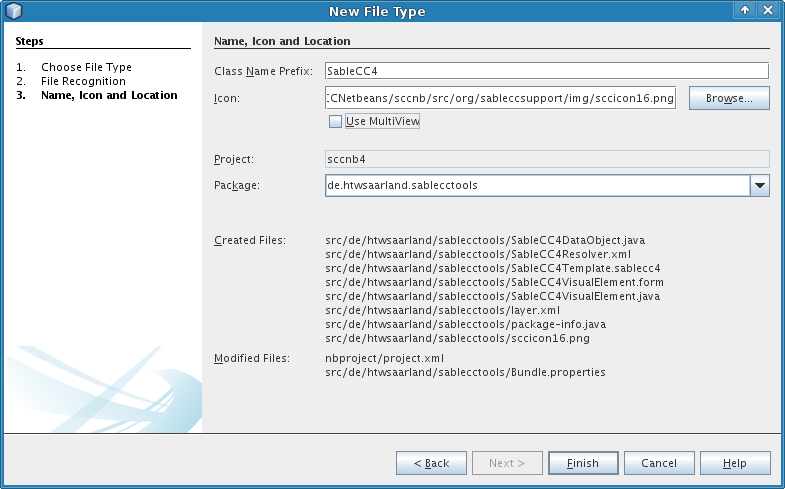 New File Type
Steps
1. Choose File Type
2. File Recognition
3. Name, Icon and Location
Name, Icon and Location
Class Name Prefix: SableCC4
Icon: CNetbeans/sccnb/src/org/sableccsupport/img/sccicon16.png Browse...
Use MultiView
Project: sccnb4
Package: de.htwsaarland.sablecctools
Created Files: src/de/htwsaarland/sablecctools/SableCC4DataObject.java
src/de/htwsaarland/sablecctools/SableCC4Resolver.xml
src/de/htwsaarland/sablecctools/SableCC4Template.sablecc4
src/de/htwsaarland/sablecctools/SableCC4VisualElement.form
src/de/htwsaarland/sablecctools/SableCC4VisualElement.java
src/de/htwsaarland/sablecctools/layer.xml
src/de/htwsaarland/sablecctools/package-info.java
src/de/htwsaarland/sablecctools/sccicon16.png
Modified Files: nbproject/project.xml
src/de/htwsaarland/sablecctools/Bundle.properties
< Back Next > Finish Cancel Help